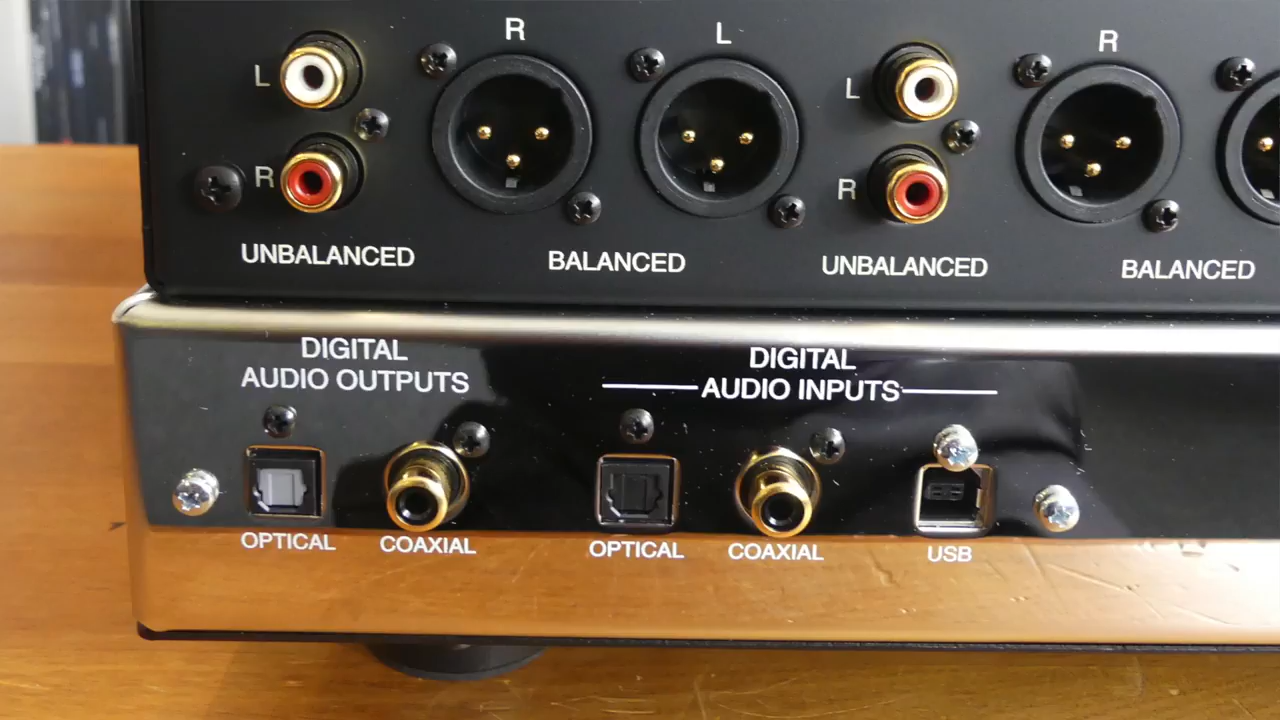 R L R
L L
R R
UNBALANCED BALANCED UNBALANCED BALANCED
DIGITAL
AUDIO OUTPUTS
DIGITAL
AUDIO INPUTS
OPTICAL COAXIAL OPTICAL COAXIAL USB